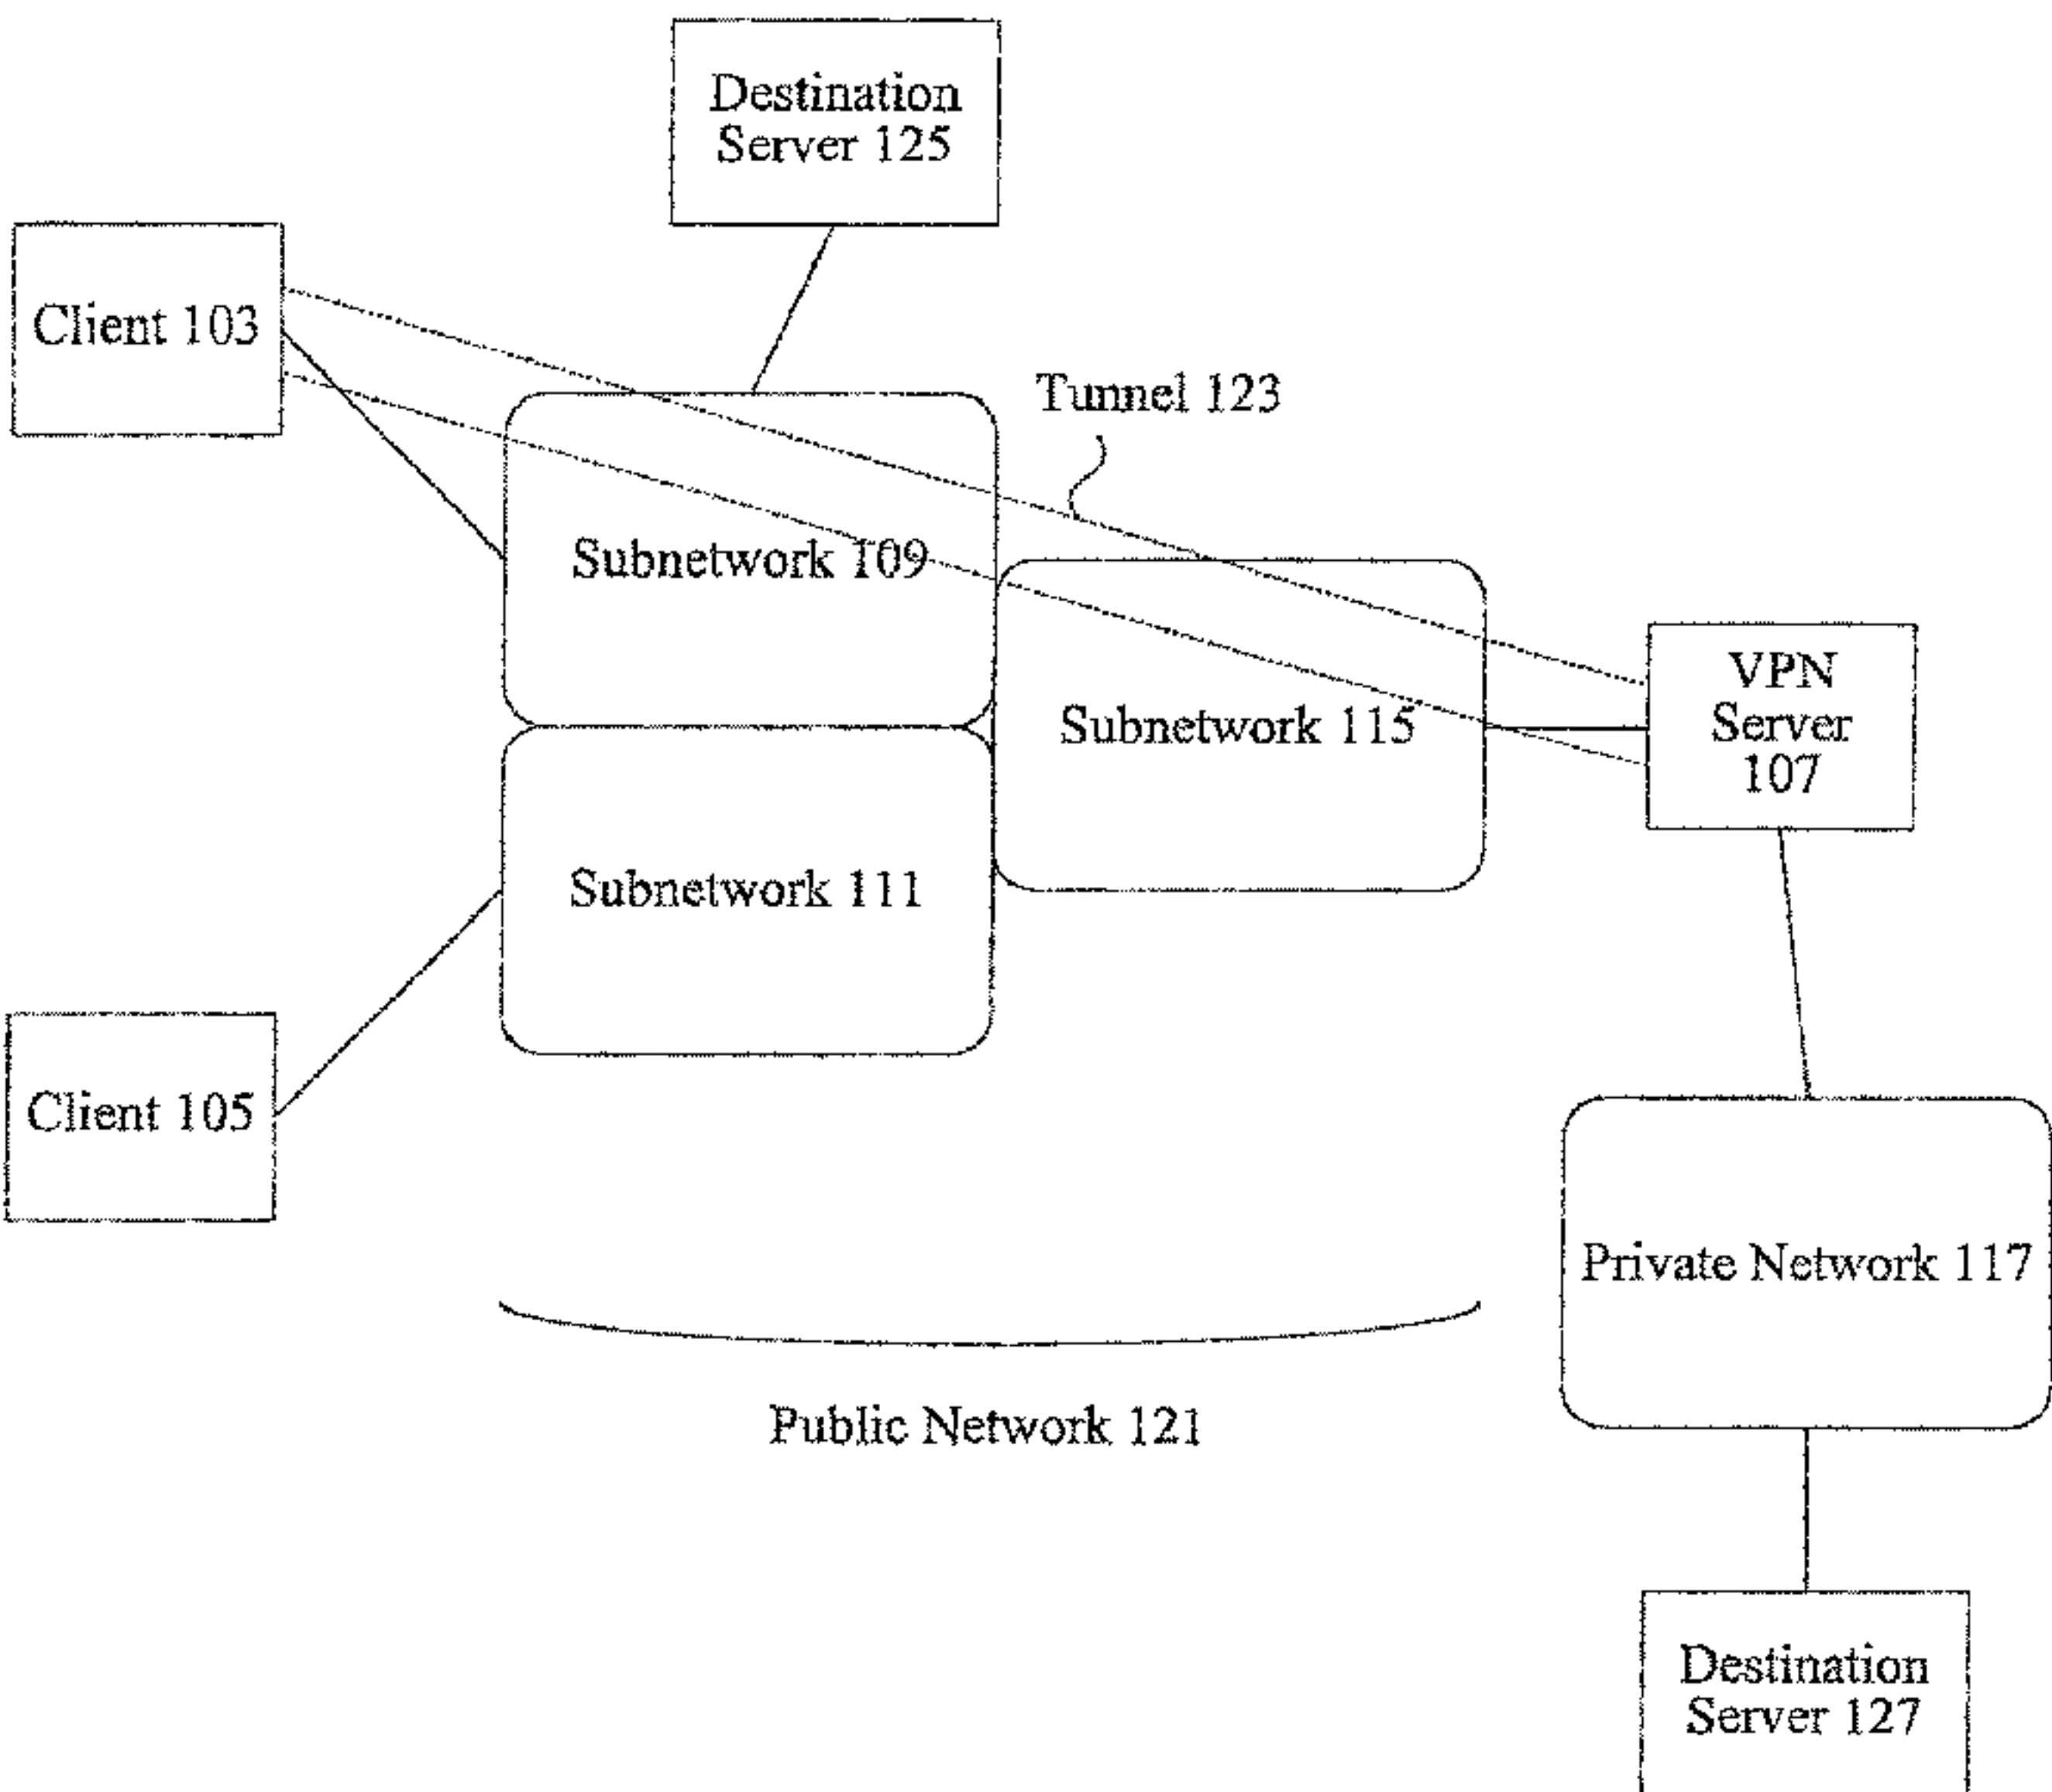 Destination
Server 125
Client 103
Tunnel 123
Subnetwork 109
VPN
Server
107
Subnetwork 115
Subnetwork 111
Client 105
Private Network 117
Public Network 121
Destination
Server 127